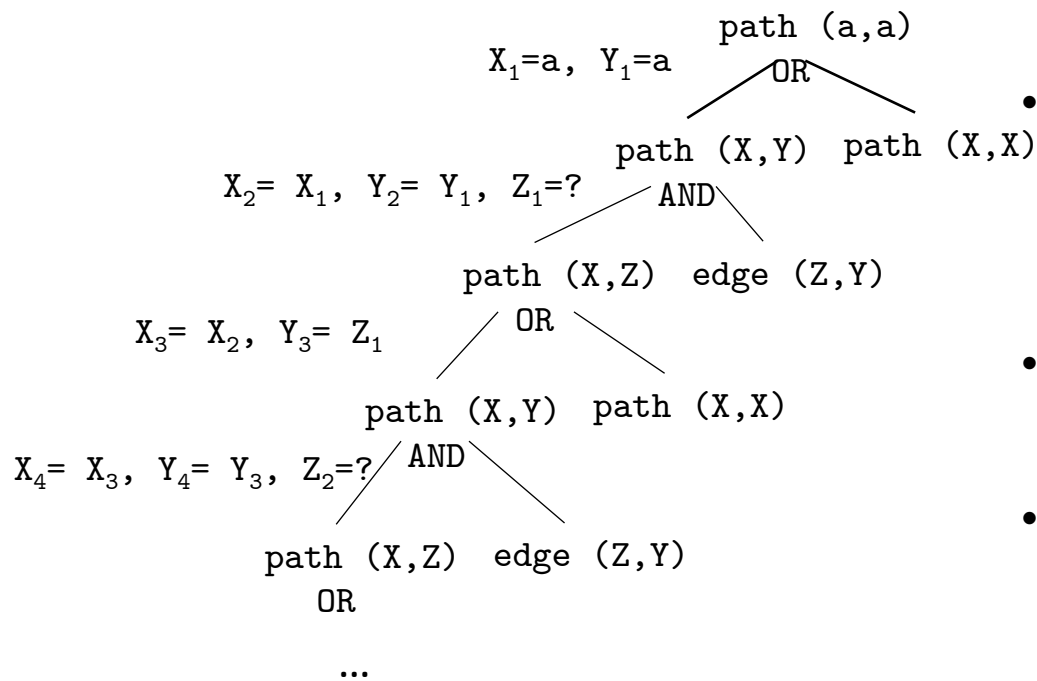 path (a,a)
X₁=a, Y₁=a
OR
•
path (X,Y) path (X,X)
X₂= X₁, Y₂= Y₁, Z₁=?
AND
path (X,Z) edge (Z,Y)
OR
X₃= X₂, Y₃= Z₁
•
path (X,Y) path (X,X)
AND
X₄= X₃, Y₄= Y₃, Z₂=?
•
path (X,Z) edge (Z,Y)
OR
...